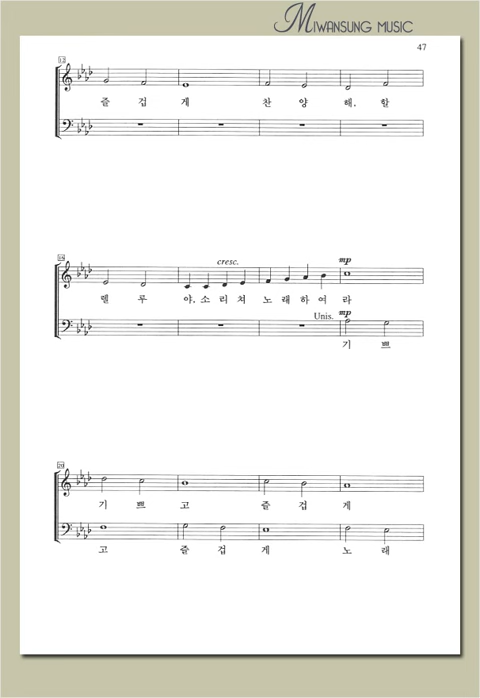 MIWANSUNG MUSIC
47
12
즐 겁 게 찬 양 해. 할
16
cresc.
mp
렐 루 야. 소 리 쳐 노 래 하 여 라
Unis. mp
기 쁘
20
기 쁘 고 즐 겁 게
고 즐 겁 게 노 래